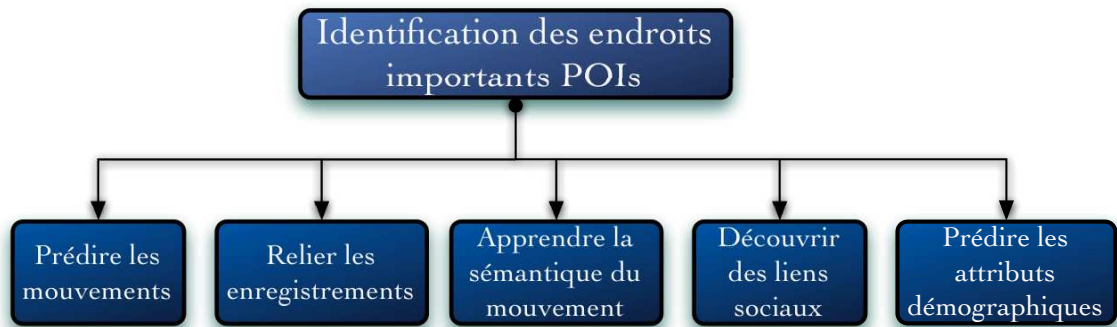 Identification des endroits
importants POIs
Prédire les
mouvements
Relier les
enregistrements
Apprendre la
sémantique du
mouvement
Découvrir
des liens
sociaux
Prédire les
attributs
démographiques